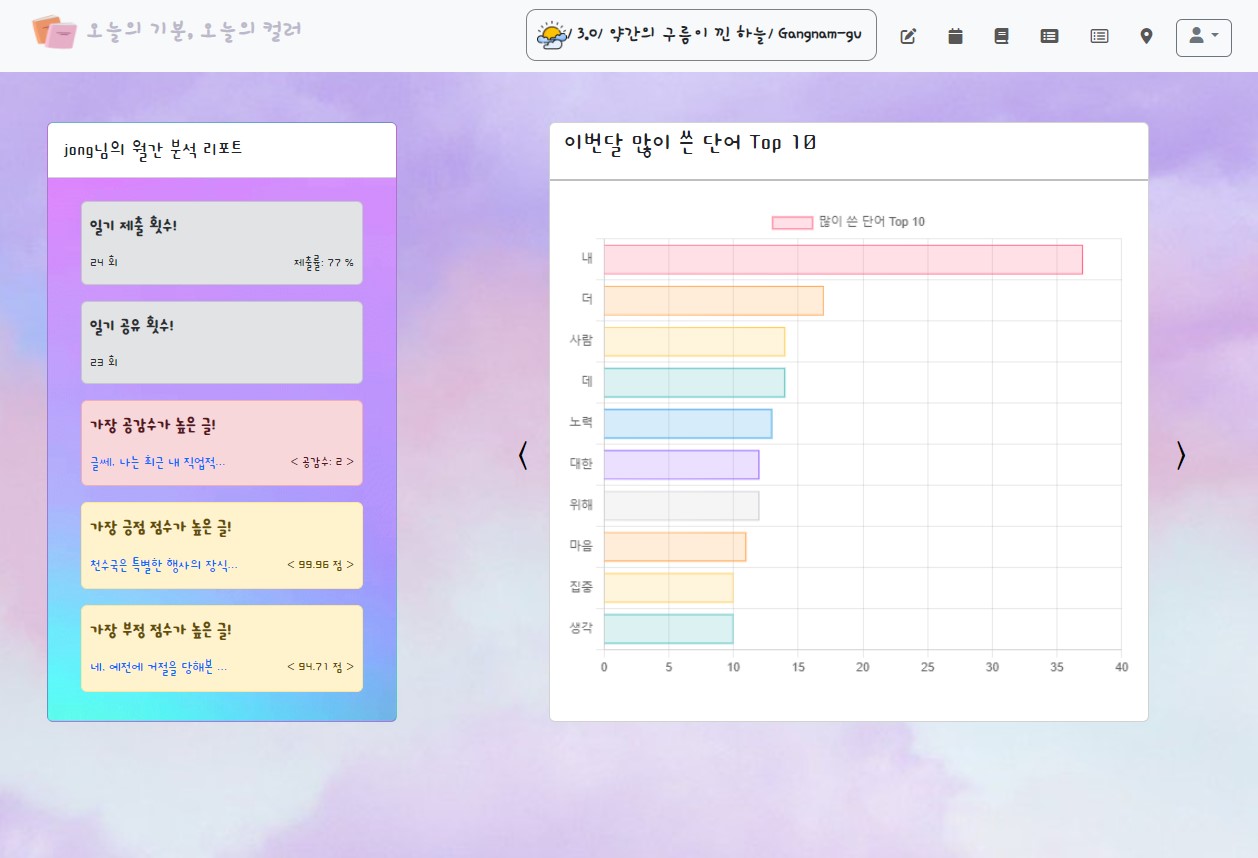 오늘의 기분, 오늘의 컬러
/ 3.0/ 약간의 구름이 낀 하늘/ Gangnam-gu
jong님의 월간 분석 리포트
일기 제출 횟수!
24 회 제출률: 77 %
일기 공유 횟수!
23 회
가장 공감수가 높은 글!
글쎄, 나는 최근 내 직업적... < 공감수: 2 >
가장 긍정 점수가 높은 글!
천수국은 특별한 행사의 장식... < 99.96 점 >
가장 부정 점수가 높은 글!
네, 예전에 거절을 당해본 ... < 94.71 점 >
이번달 많이 쓴 단어 Top 10
많이 쓴 단어 Top 10
내
더
사람
데
노력
대한
위해
마음
집중
생각
0 5 10 15 20 25 30 35 40